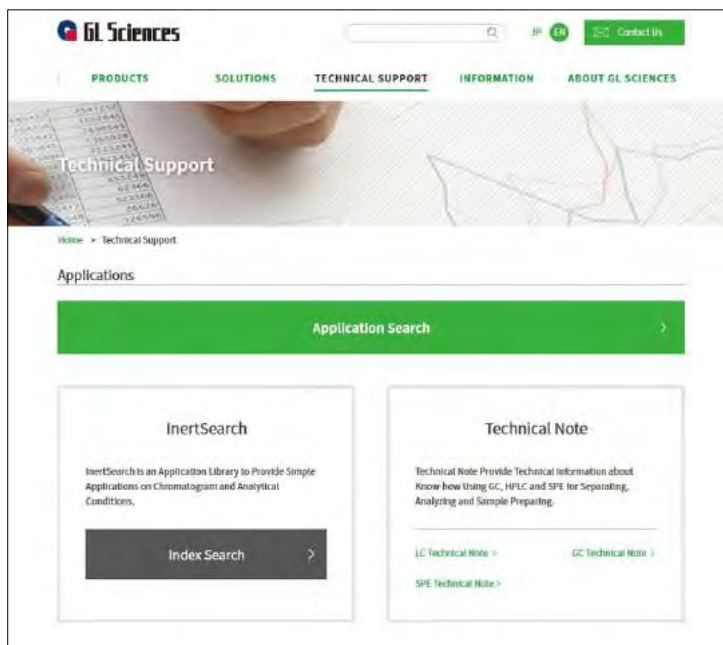 GL Sciences
JP EN Contact Us
PRODUCTS SOLUTIONS TECHNICAL SUPPORT INFORMATION ABOUT GL SCIENCES
Technical Support
Home > Technical Support
Applications
Application Search >
InertSearch
InertSearch is an Application Library to Provide Simple
Applications on Chromatogram and Analytical
Conditions.
Index Search >
Technical Note
Technical Note Provide Technical Information about
Know how Using GC, HPLC and SPE for Separating,
Analyzing and Sample Preparing.
LC Technical Note > GC Technical Note >
SPE Technical Note >